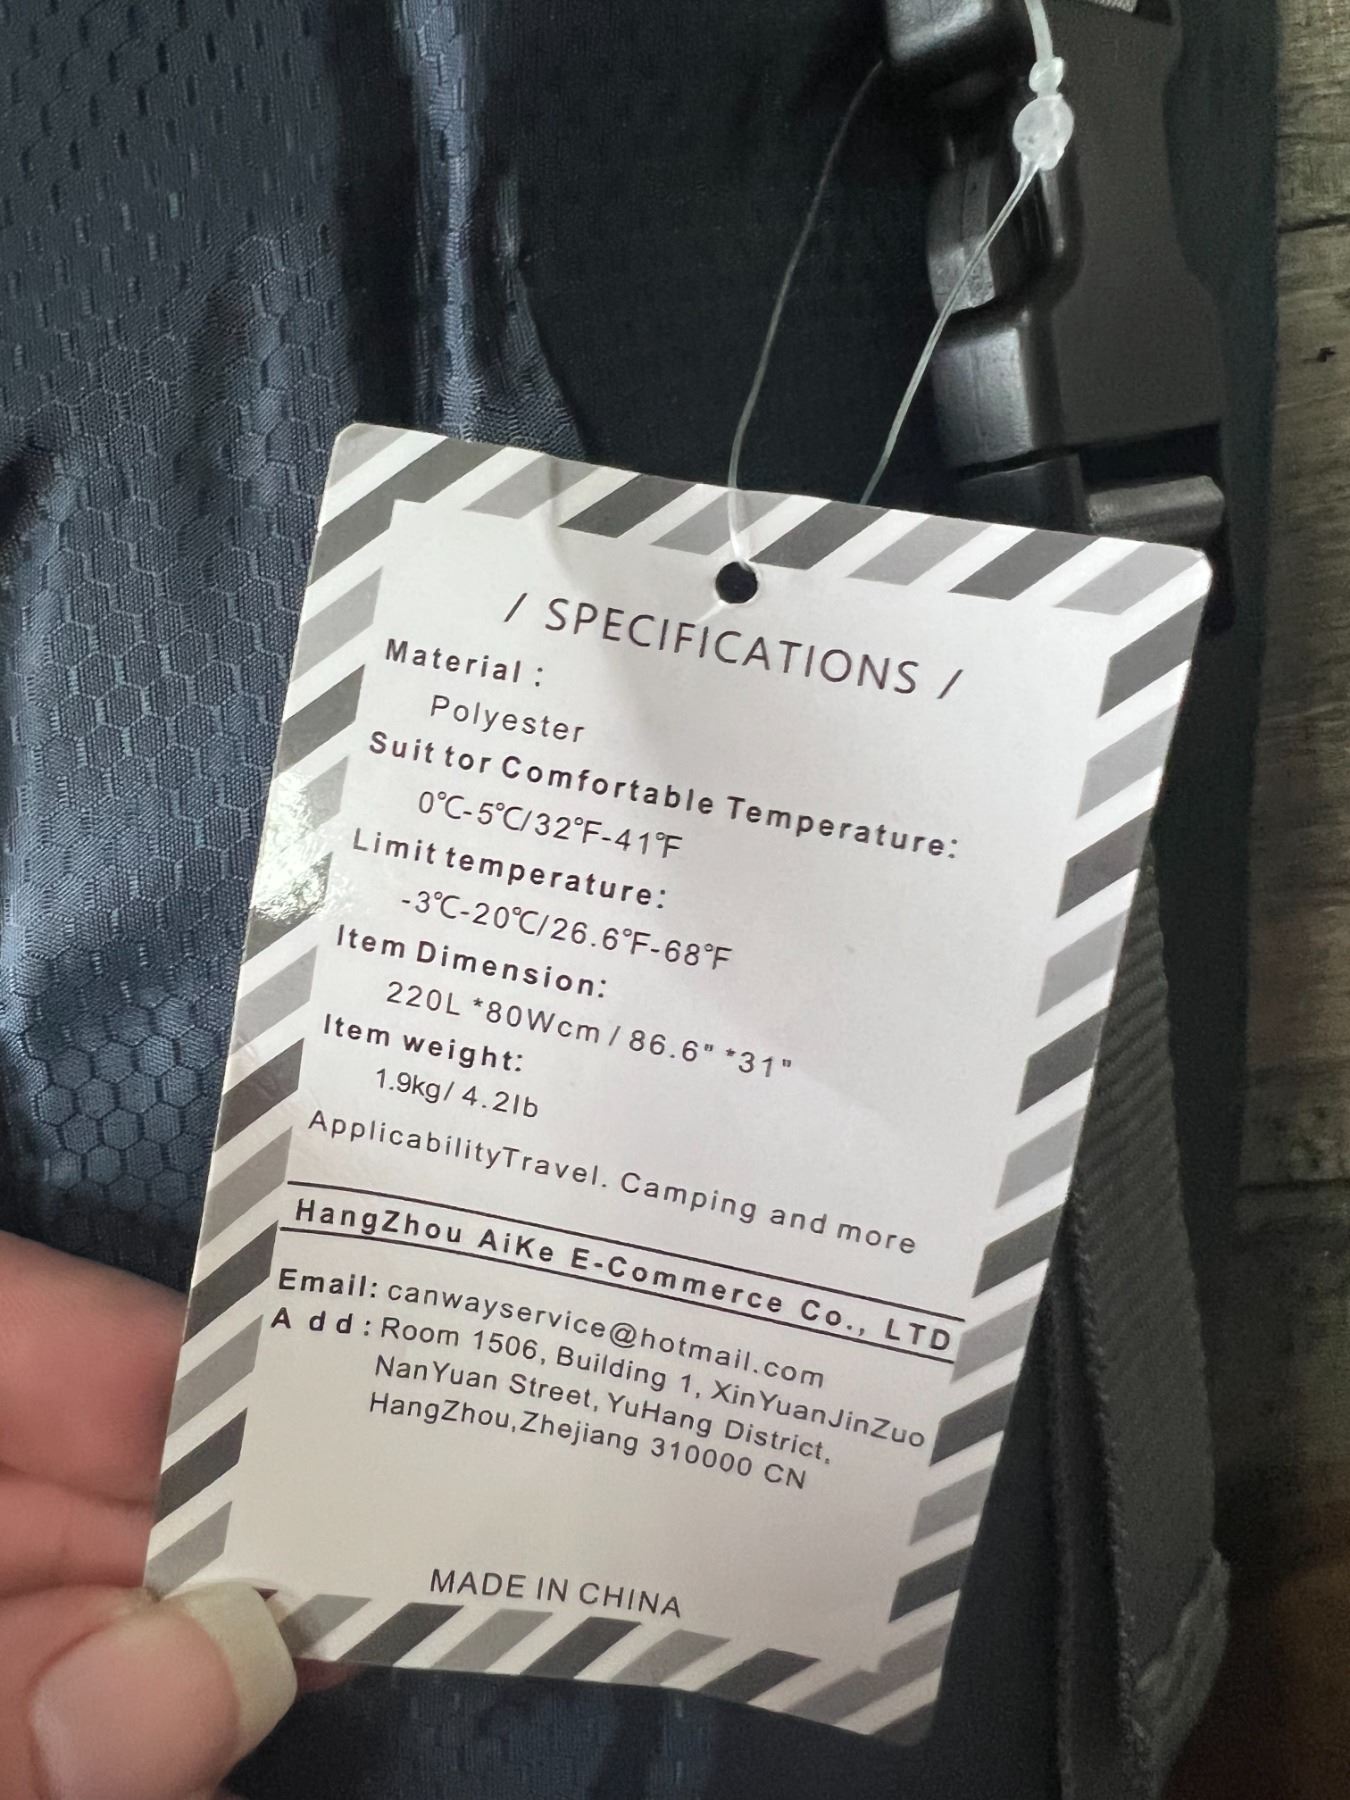 / SPECIFICATIONS /
Material :
Polyester
Suit tor Comfortable Temperature:
0℃-5℃/32℉-41℉
Limit temperature:
-3℃-20℃/26.6℉-68℉
Item Dimension:
220L *80Wcm / 86.6" *31"
Item weight:
1.9kg/ 4.2lb
ApplicabilityTravel. Camping and more
HangZhou AiKe E-Commerce Co., LTD
Email: canwayservice@hotmail.com
A d d : Room 1506, Building 1, XinYuanJinZuo
NanYuan Street, YuHang District,
HangZhou,Zhejiang 310000 CN
MADE IN CHINA